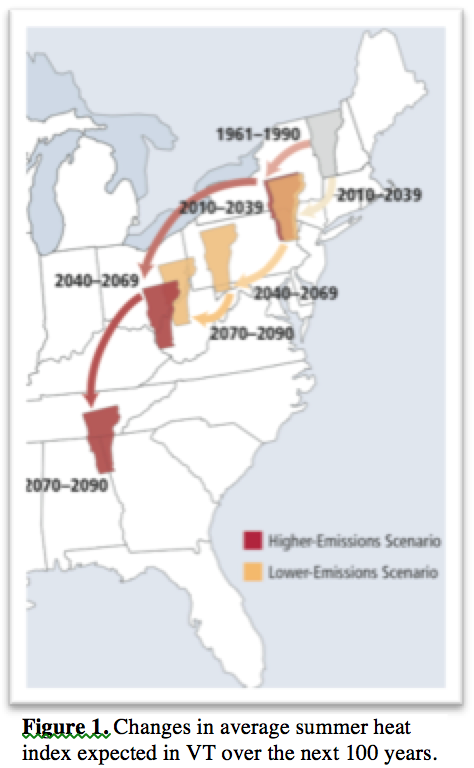 1961–1990
2010–2039
2010–2039
2040–2069
2040–2069
2070–2090
2070–2090
Higher-Emissions Scenario
Lower-Emissions Scenario
Figure 1. Changes in average summer heat
index expected in VT over the next 100 years.